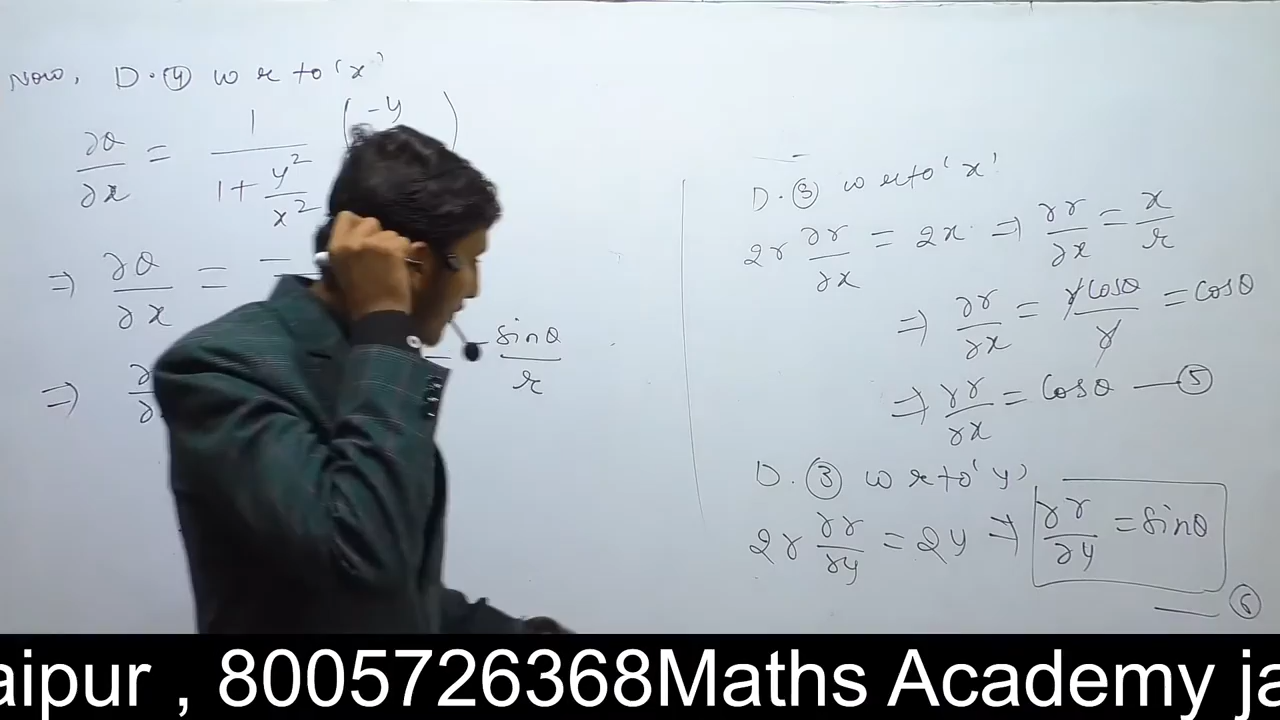 Now, D.④ w r to 'x'
∂θ/∂x = 1/(1+y²/x²) (-y
⇒ ∂θ/∂x = -
⇒ - sinθ/r
D.③ w r to 'x'
2r ∂r/∂x = 2x ⇒ ∂r/∂x = x/r
⇒ ∂r/∂x = r cosθ/r = cosθ
⇒ ∂r/∂x = cosθ —⑤
D.③ w r to 'y'
2r ∂r/∂y = 2y ⇒ ∂r/∂y = sinθ
—⑥
aipur , 8005726368Maths Academy ja